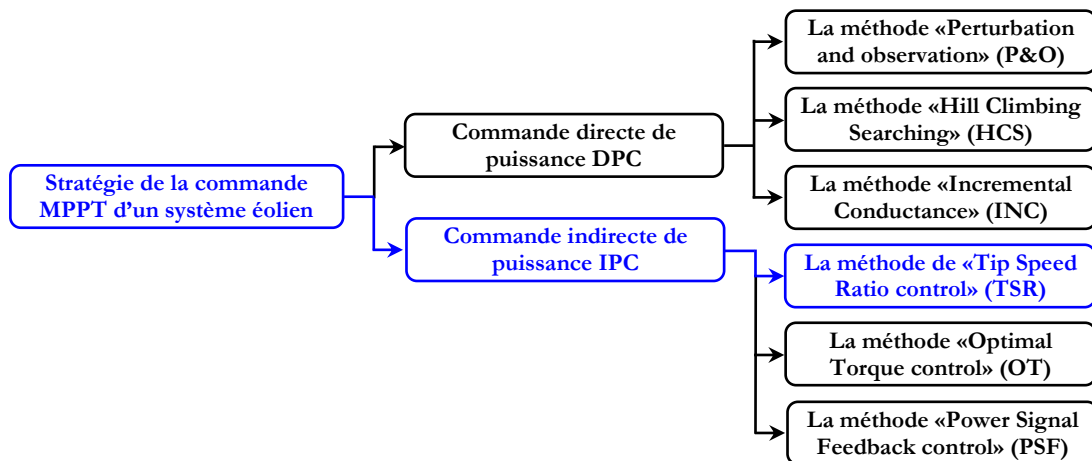 Stratégie de la commande
MPPT d'un système éolien
Commande directe de
puissance DPC
La méthode «Perturbation
and observation» (P&O)
La méthode «Hill Climbing
Searching» (HCS)
La méthode «Incremental
Conductance» (INC)
Commande indirecte de
puissance IPC
La méthode de «Tip Speed
Ratio control» (TSR)
La méthode «Optimal
Torque control» (OT)
La méthode «Power Signal
Feedback control» (PSF)